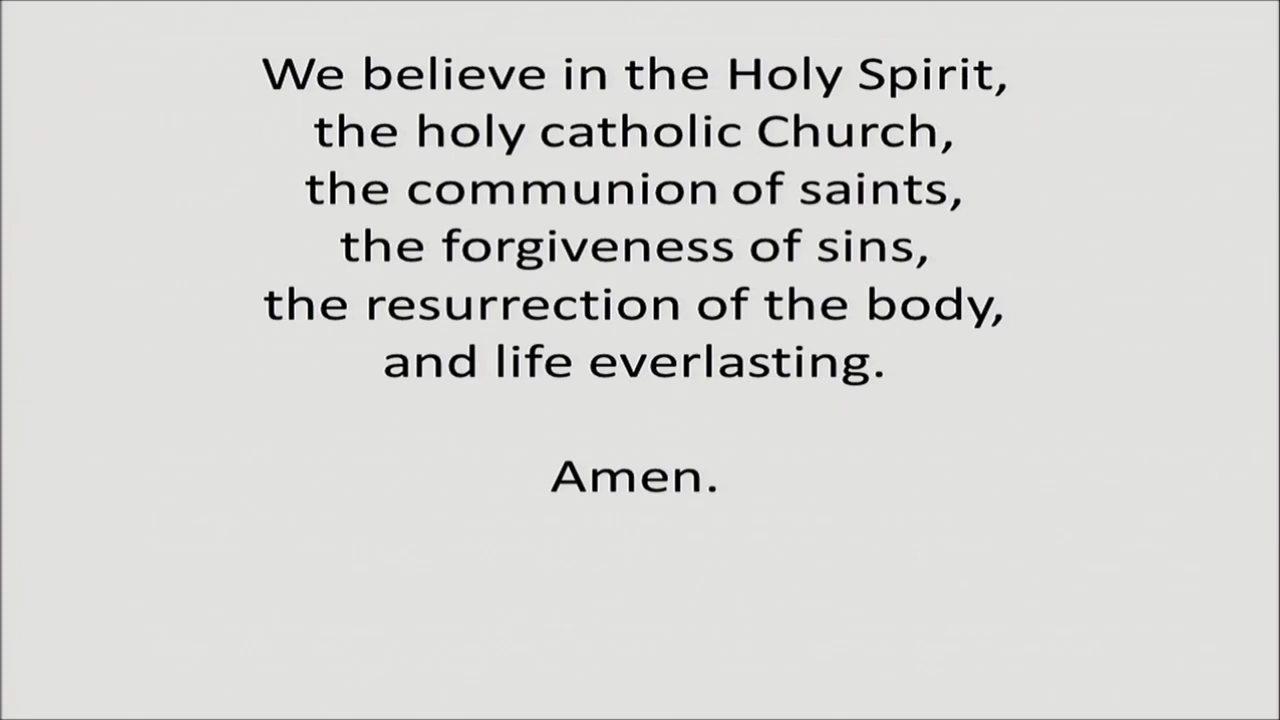 We believe in the Holy Spirit,
the holy catholic Church,
the communion of saints,
the forgiveness of sins,
the resurrection of the body,
and life everlasting.
Amen.